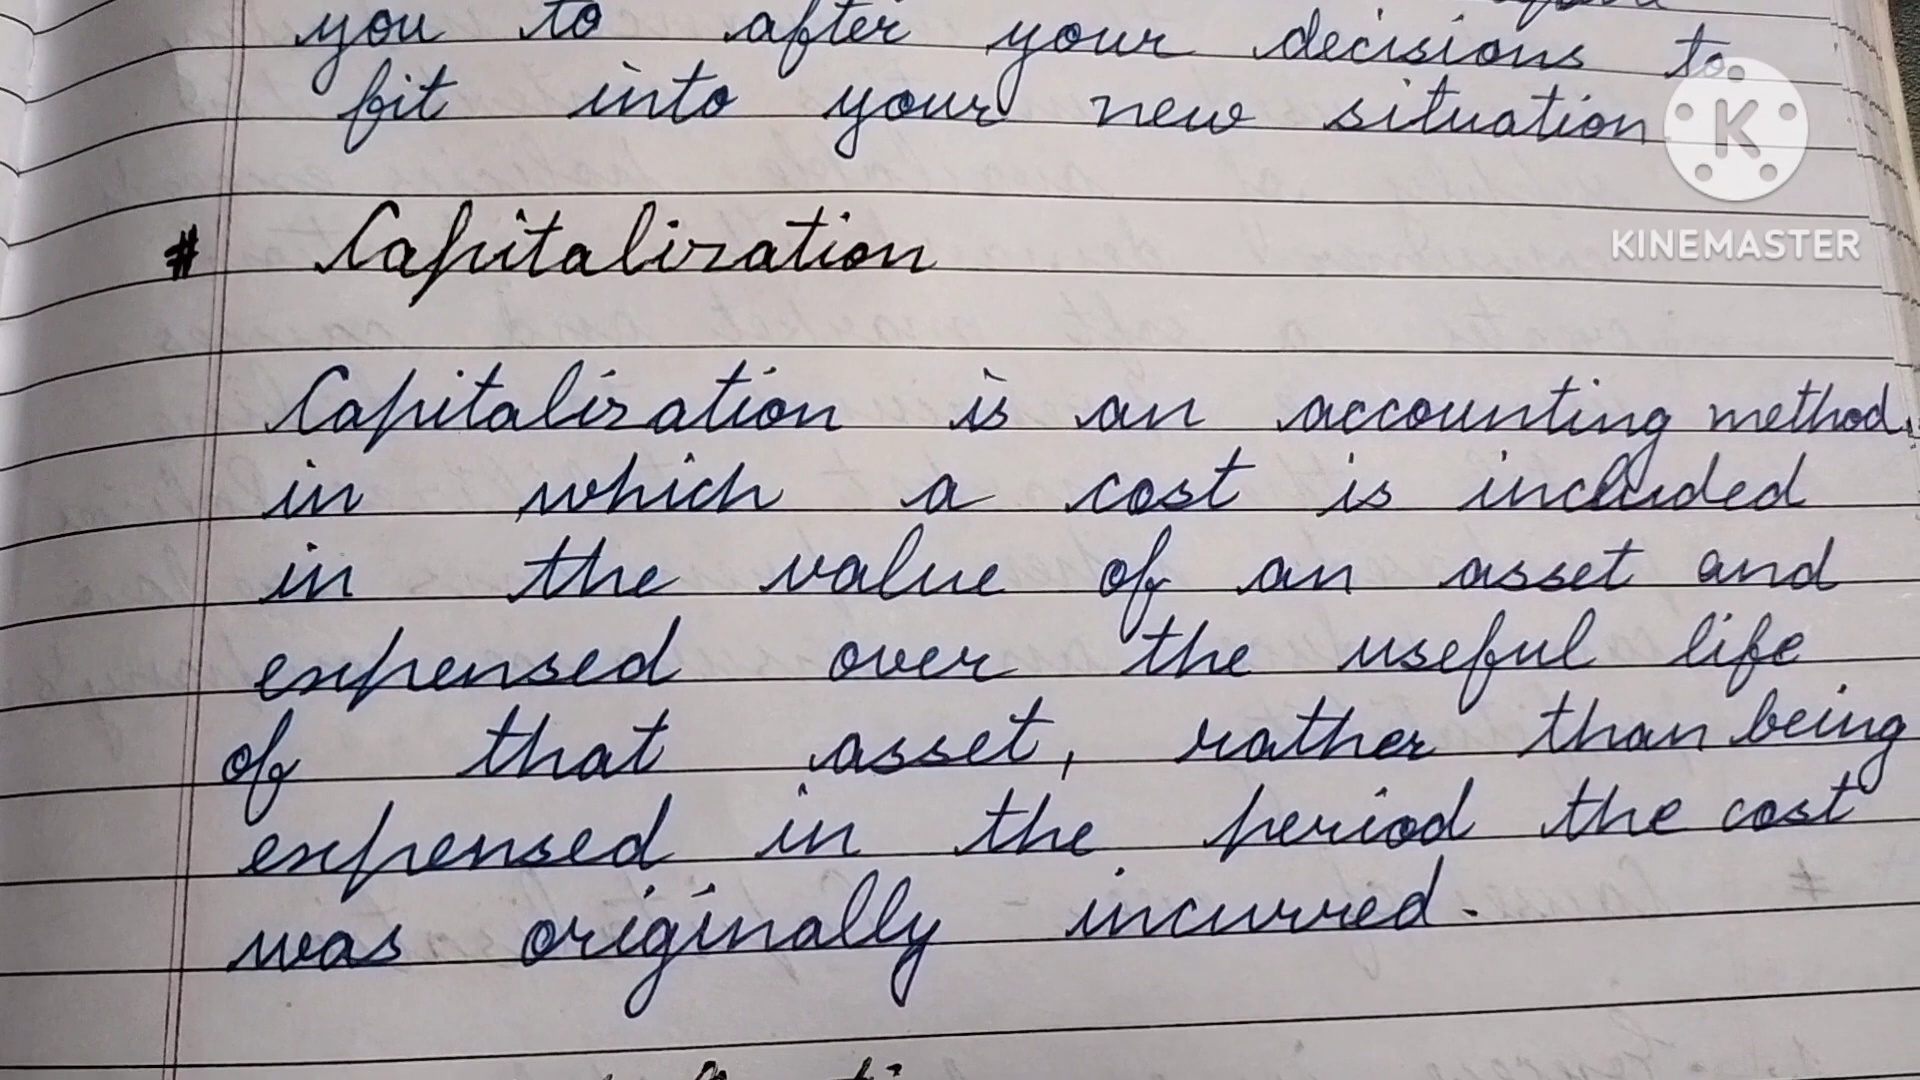 you to after your decisions to
fit into your new situation
# Capitalization
Capitalization is an accounting method
in which a cost is included
in the value of an asset and
expensed over the useful life
of that asset, rather than being
expensed in the period the cost
was originally incurred.
K
KINEMASTER